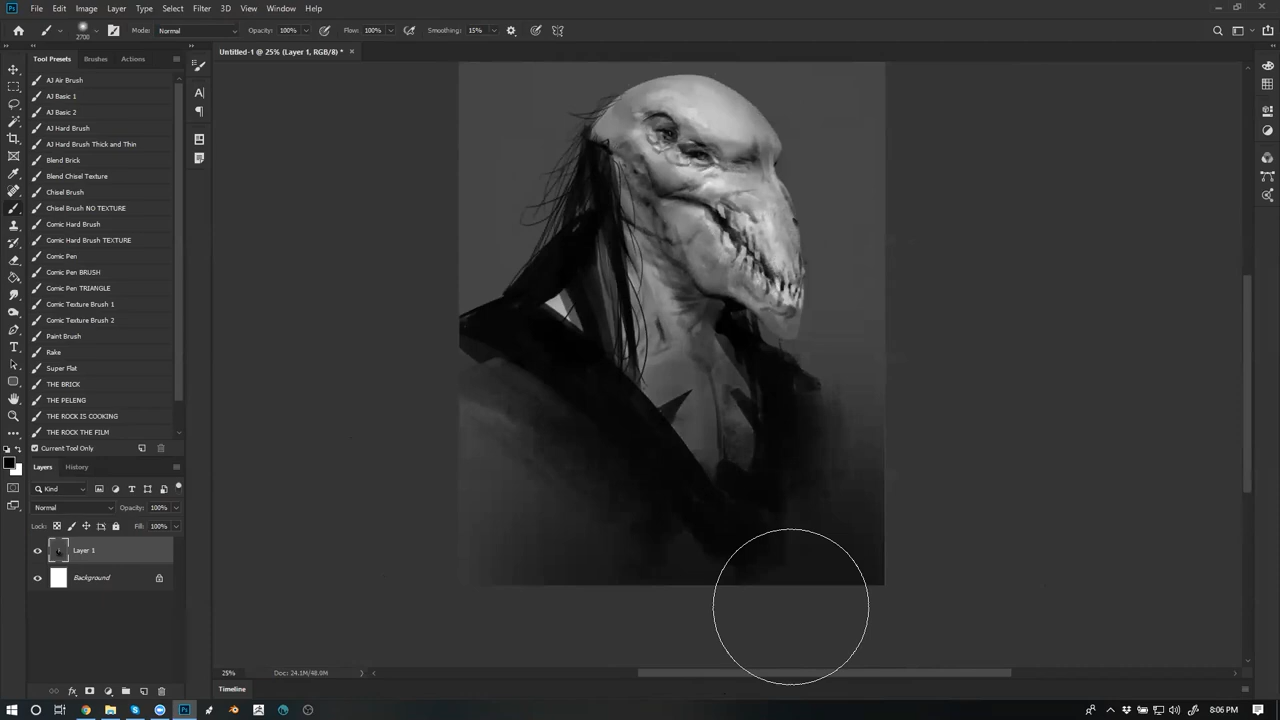 Ps File Edit Image Layer Type Select Filter 3D View Window Help
2700 Mode: Normal Opacity: 100% Flow: 100% Smoothing: 15%
Untitled-1 @ 25% (Layer 1, RGB/8) * ×
Tool Presets Brushes Actions
AJ Air Brush
AJ Basic 1
AJ Basic 2
AJ Hard Brush
AJ Hard Brush Thick and Thin
Blend Brick
Blend Chisel Texture
Chisel Brush
Chisel Brush NO TEXTURE
Comic Hard Brush
Comic Hard Brush TEXTURE
Comic Pen
Comic Pen BRUSH
Comic Pen TRIANGLE
Comic Texture Brush 1
Comic Texture Brush 2
Paint Brush
Rake
Super Flat
THE BRICK
THE PELENG
THE ROCK IS COOKING
THE ROCK THE FILM
Current Tool Only
Layers History
Kind
Normal Opacity: 100%
Lock: Fill: 100%
Layer 1
Background
fx
25% Doc: 24.1M/48.0M
Timeline
Ps 8:06 PM